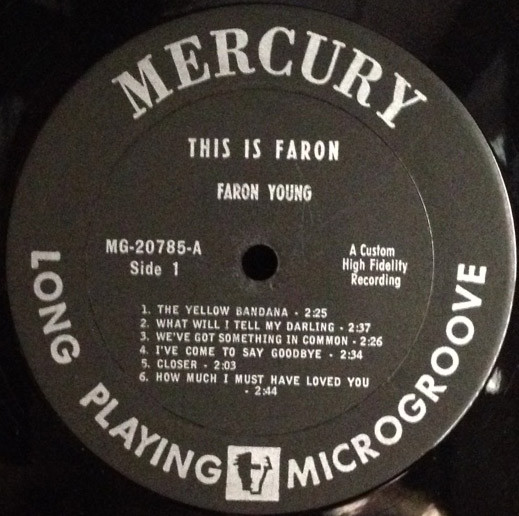 MERCURY
THIS IS FARON
FARON YOUNG
MG-20785-A
Side 1
A Custom
High Fidelity
Recording
1. THE YELLOW BANDANA - 2:25
2. WHAT WILL I TELL MY DARLING - 2:37
3. WE'VE GOT SOMETHING IN COMMON - 2:26
4. I'VE COME TO SAY GOODBYE - 2:34
5. CLOSER - 2:03
6. HOW MUCH I MUST HAVE LOVED YOU
- 2:44
LONG PLAYING MICROGROOVE